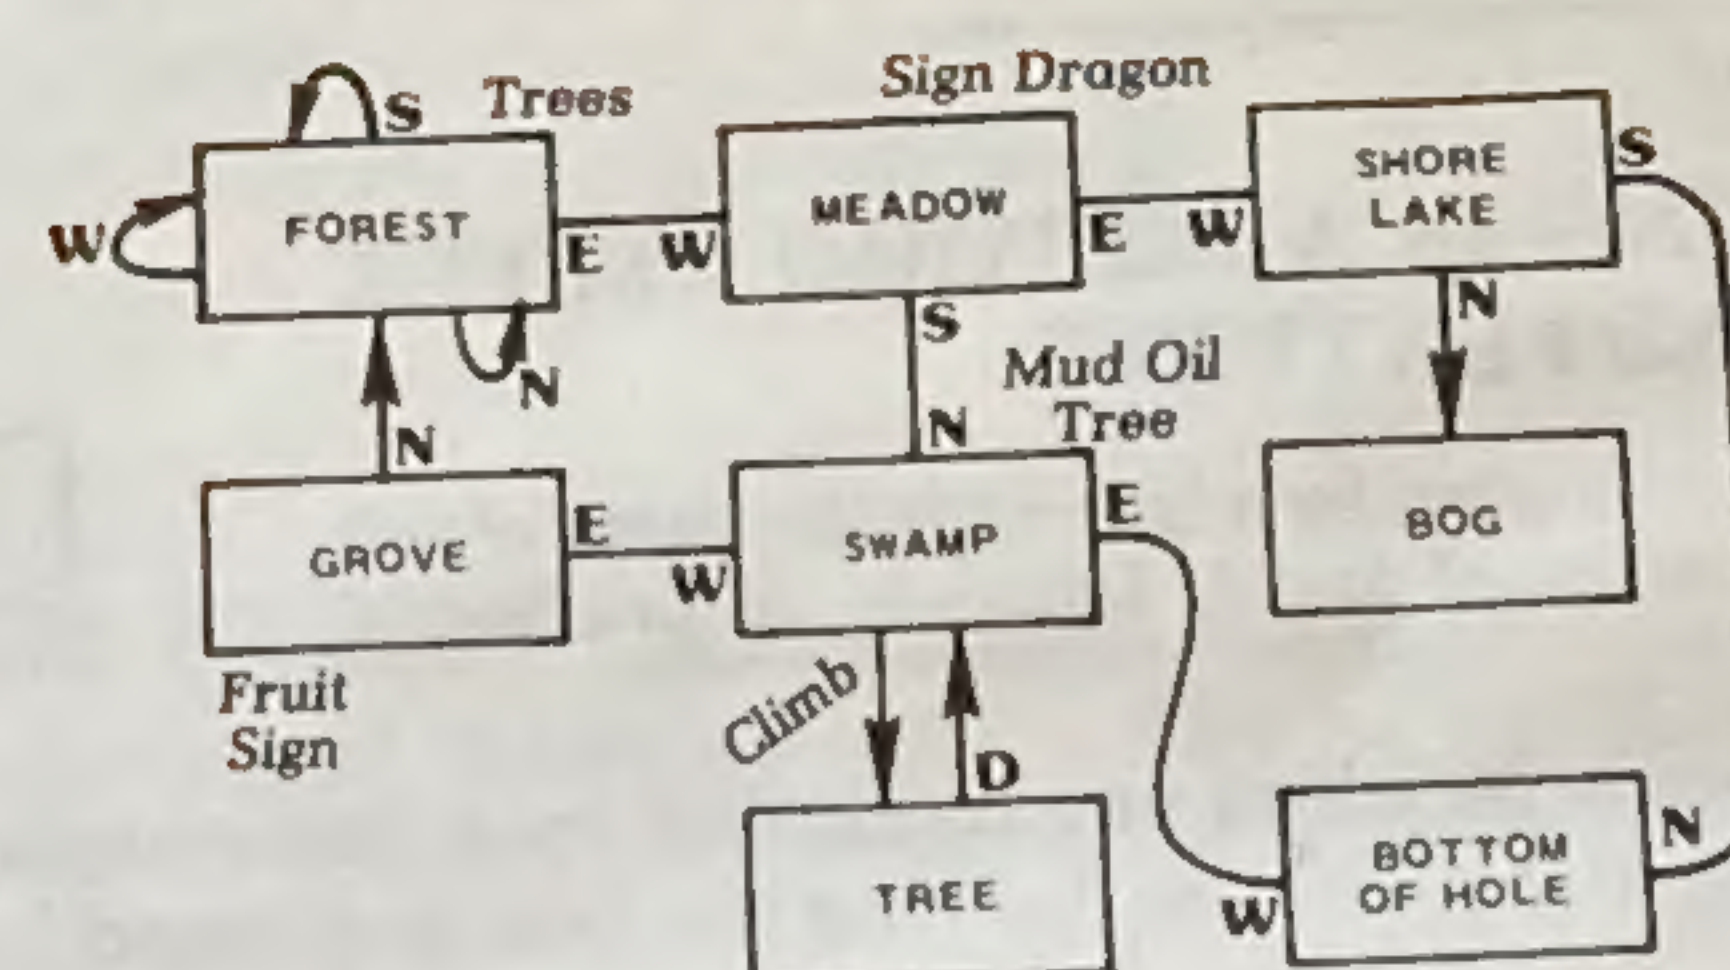 Trees
Sign Dragon
S
S
SHORE
LAKE
FOREST
MEADOW
W
E
W
E
W
N
S
N
Mud Oil
Tree
N
N
E
E
GROVE
SWAMP
BOG
W
Fruit
Sign
Climb
D
N
TREE
BOTTOM
OF HOLE
W